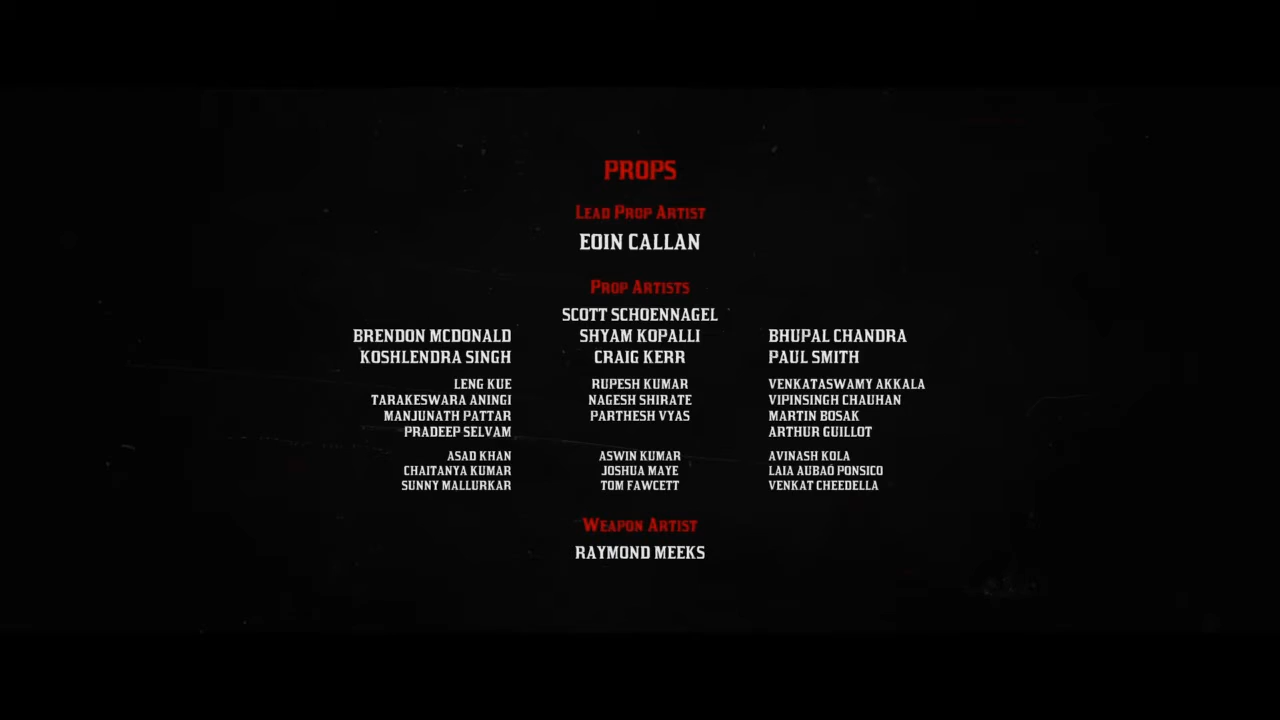 PROPS
LEAD PROP ARTIST
EOIN CALLAN
PROP ARTISTS
SCOTT SCHOENNAGEL
BRENDON MCDONALD SHYAM KOPALLI BHUPAL CHANDRA
KOSHLENDRA SINGH CRAIG KERR PAUL SMITH
LENG KUE RUPESH KUMAR VENKATASWAMY AKKALA
TARAKESWARA ANINGI NAGESH SHIRATE VIPINSINGH CHAUHAN
MANJUNATH PATTAR PARTHESH VYAS MARTIN BOSAK
PRADEEP SELVAM ARTHUR GUILLOT
ASAD KHAN ASWIN KUMAR AVINASH KOLA
CHAITANYA KUMAR JOSHUA MAYE LAIA AUBAÓ PONSICO
SUNNY MALLURKAR TOM FAWCETT VENKAT CHEEDELLA
WEAPON ARTIST
RAYMOND MEEKS